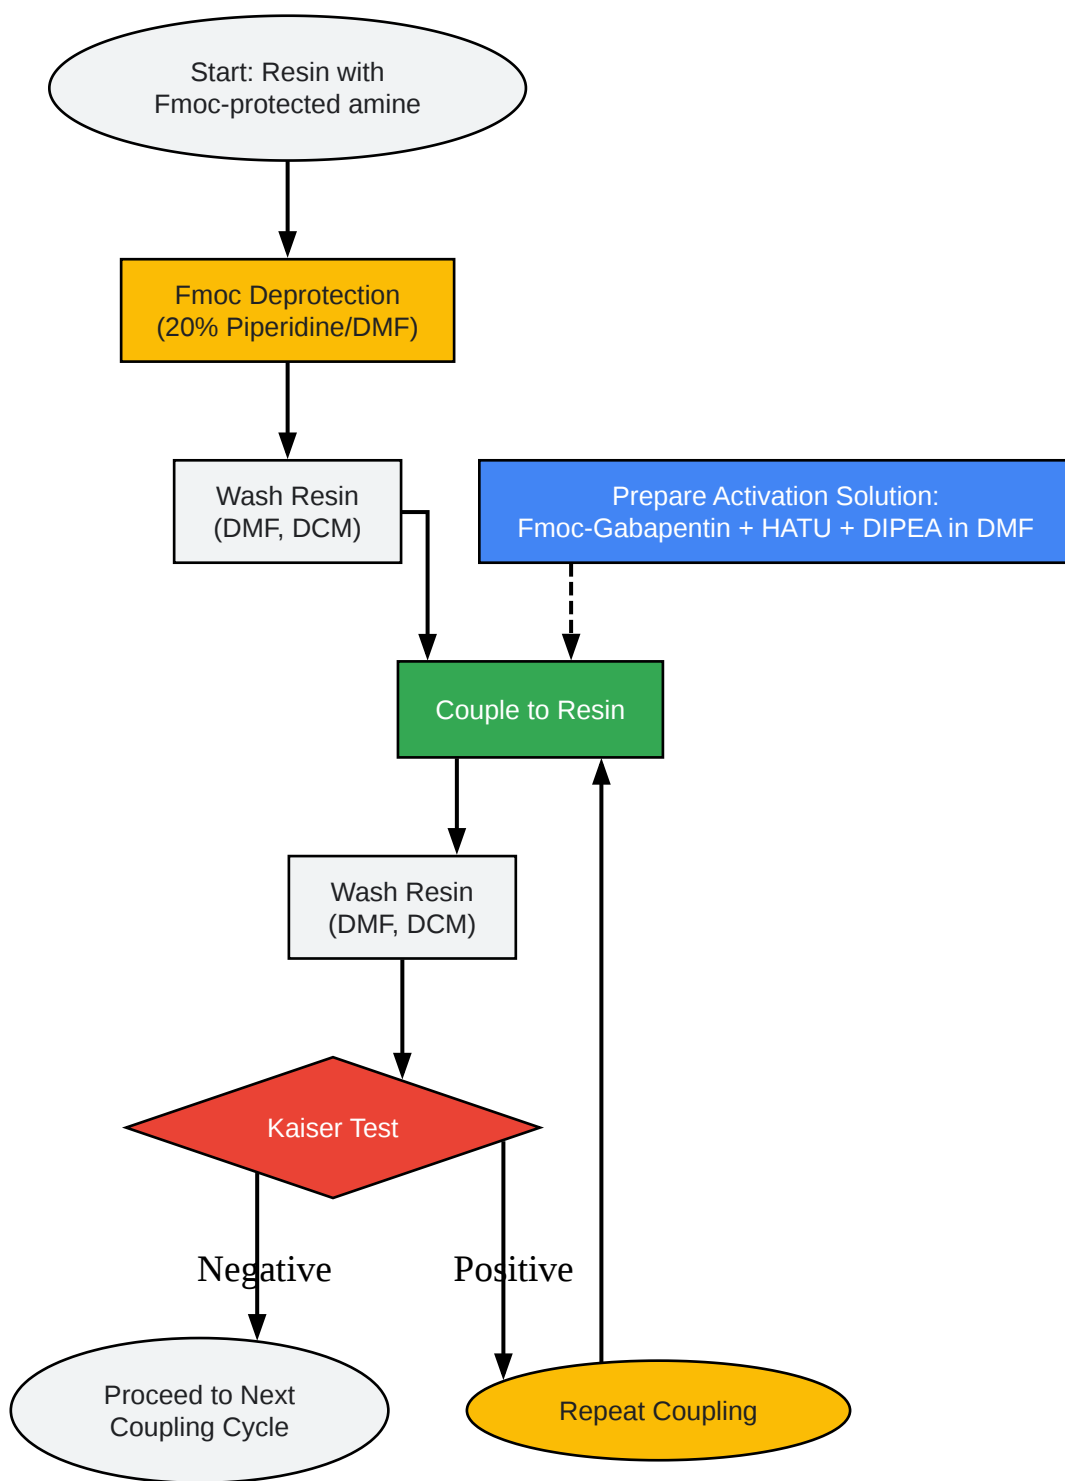 Start: Resin with
Fmoc-protected amine
Fmoc Deprotection
(20% Piperidine/DMF)
Wash Resin
(DMF, DCM)
Prepare Activation Solution:
Fmoc-Gabapentin + HATU + DIPEA in DMF
Couple to Resin
Wash Resin
(DMF, DCM)
Kaiser Test
Negative
Positive
Proceed to Next
Coupling Cycle
Repeat Coupling